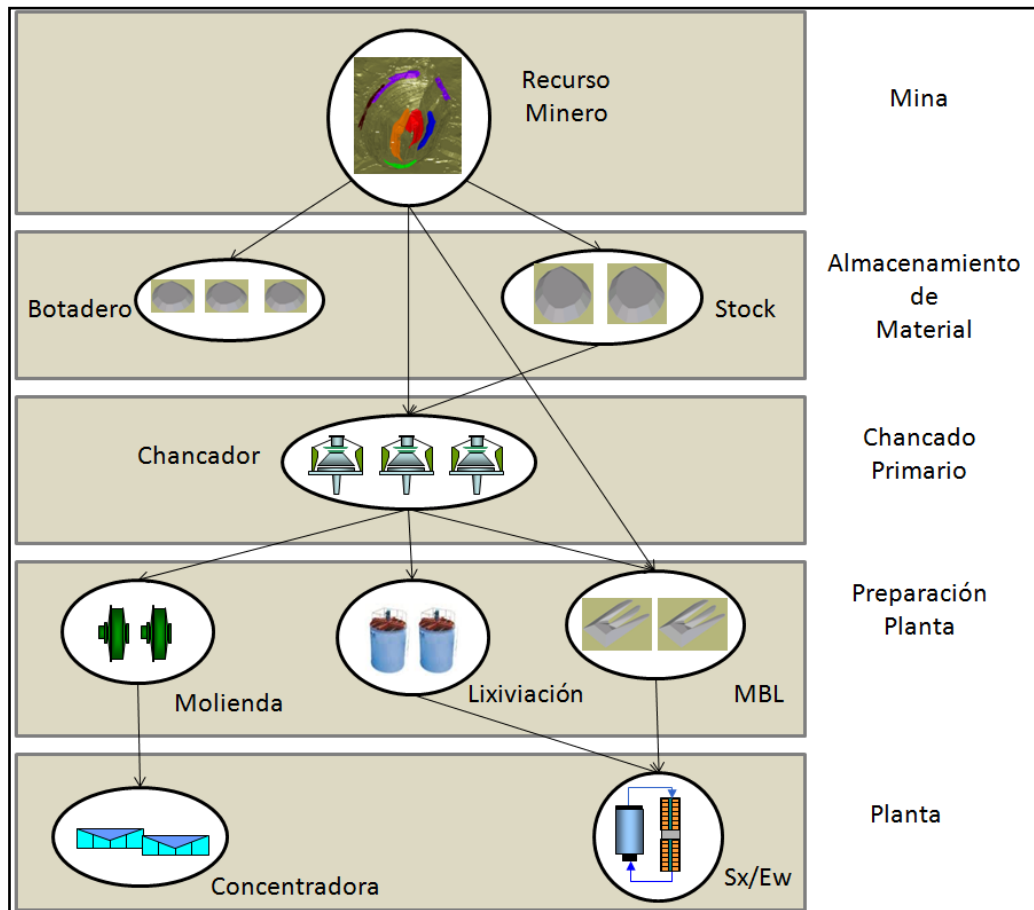 Recurso
Minero
Mina
Botadero
Stock
Almacenamiento
de
Material
Chancador
Chancado
Primario
Molienda
Lixiviación
MBL
Preparación
Planta
Concentradora
Sx/Ew
Planta